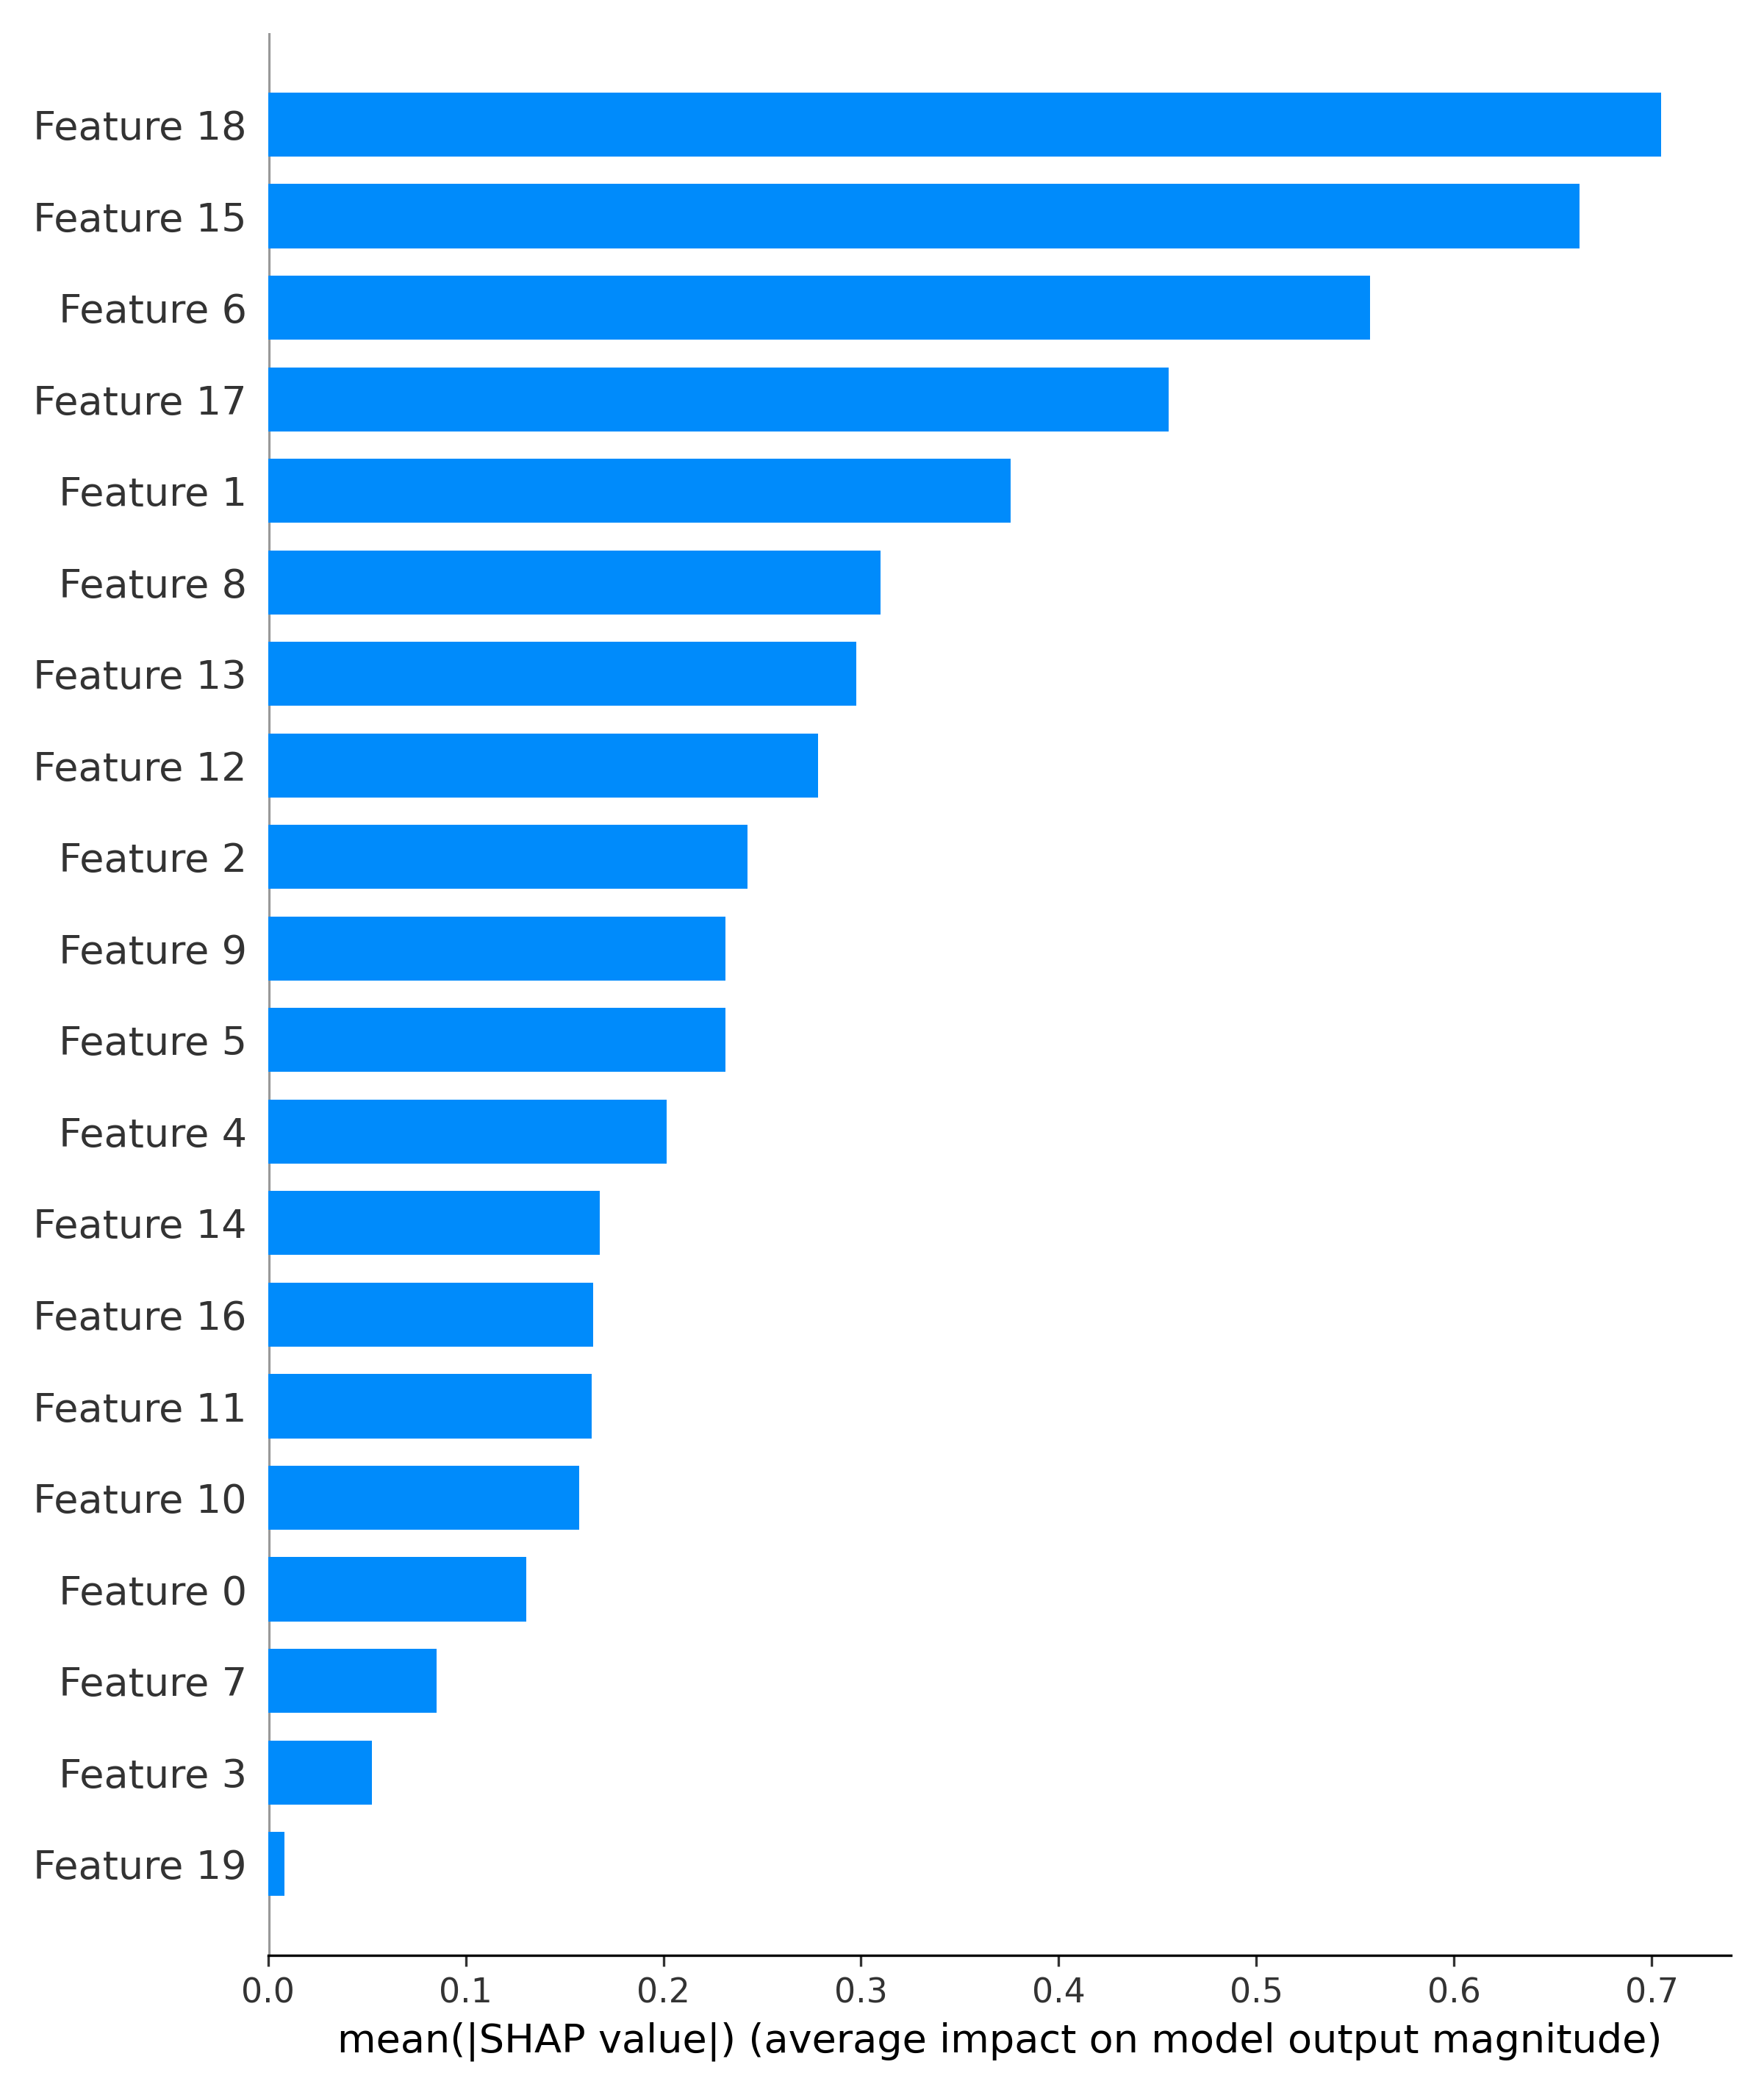 Feature 18
Feature 15
Feature 6
Feature 17
Feature 1
Feature 8
Feature 13
Feature 12
Feature 2
Feature 9
Feature 5
Feature 4
Feature 14
Feature 16
Feature 11
Feature 10
Feature 0
Feature 7
Feature 3
Feature 19
0.0 0.1 0.2 0.3 0.4 0.5 0.6 0.7
mean(|SHAP value|) (average impact on model output magnitude)